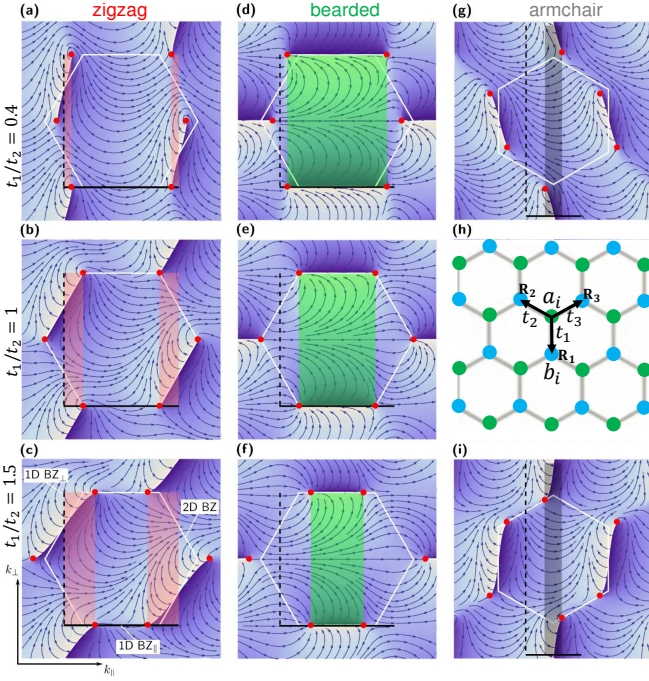 (a) zigzag (d) bearded (g) armchair
t₁/t₂ = 0.4
(b) (e) (h)
t₁/t₂ = 1
R₂ aᵢ R₃
t₂ t₃
t₁
R₁
bᵢ
(c) (f) (i)
t₁/t₂ = 1.5
1D BZ⊥ 2D BZ
k⊥
1D BZ∥
k∥